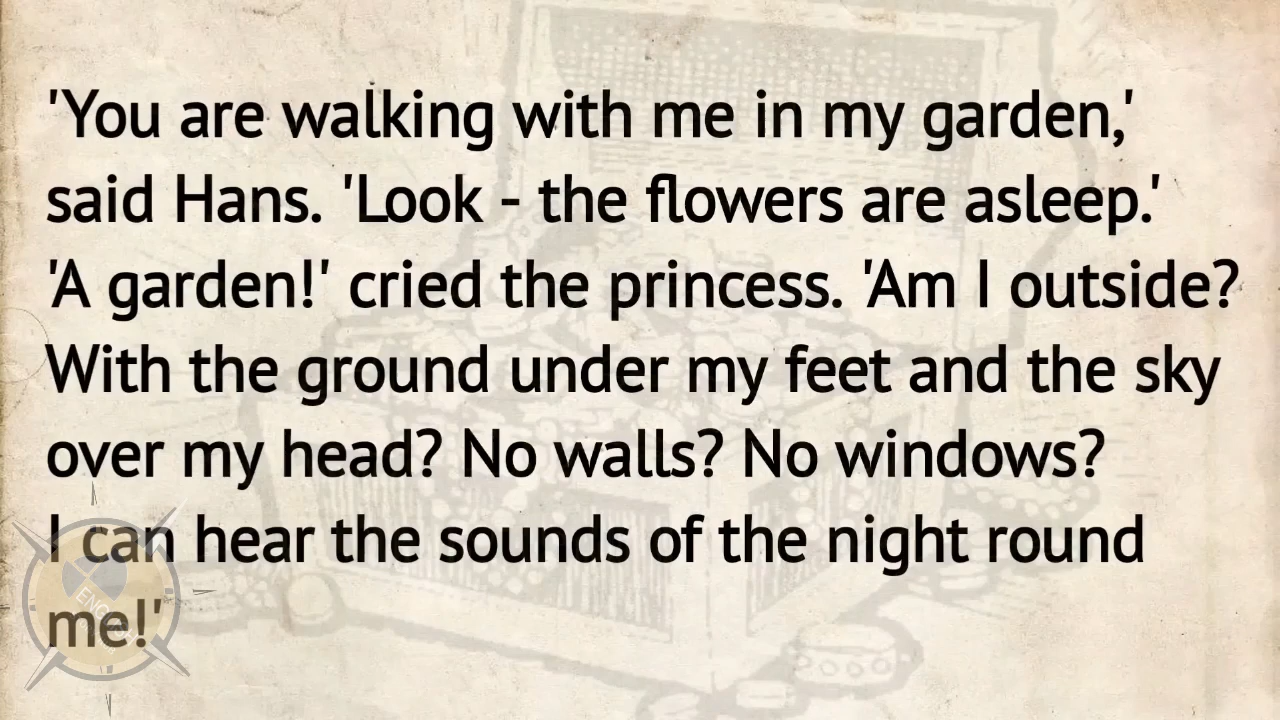 'You are walking with me in my garden,'
said Hans. 'Look - the flowers are asleep.'
'A garden!' cried the princess. 'Am I outside?
With the ground under my feet and the sky
over my head? No walls? No windows?
I can hear the sounds of the night round
me!'